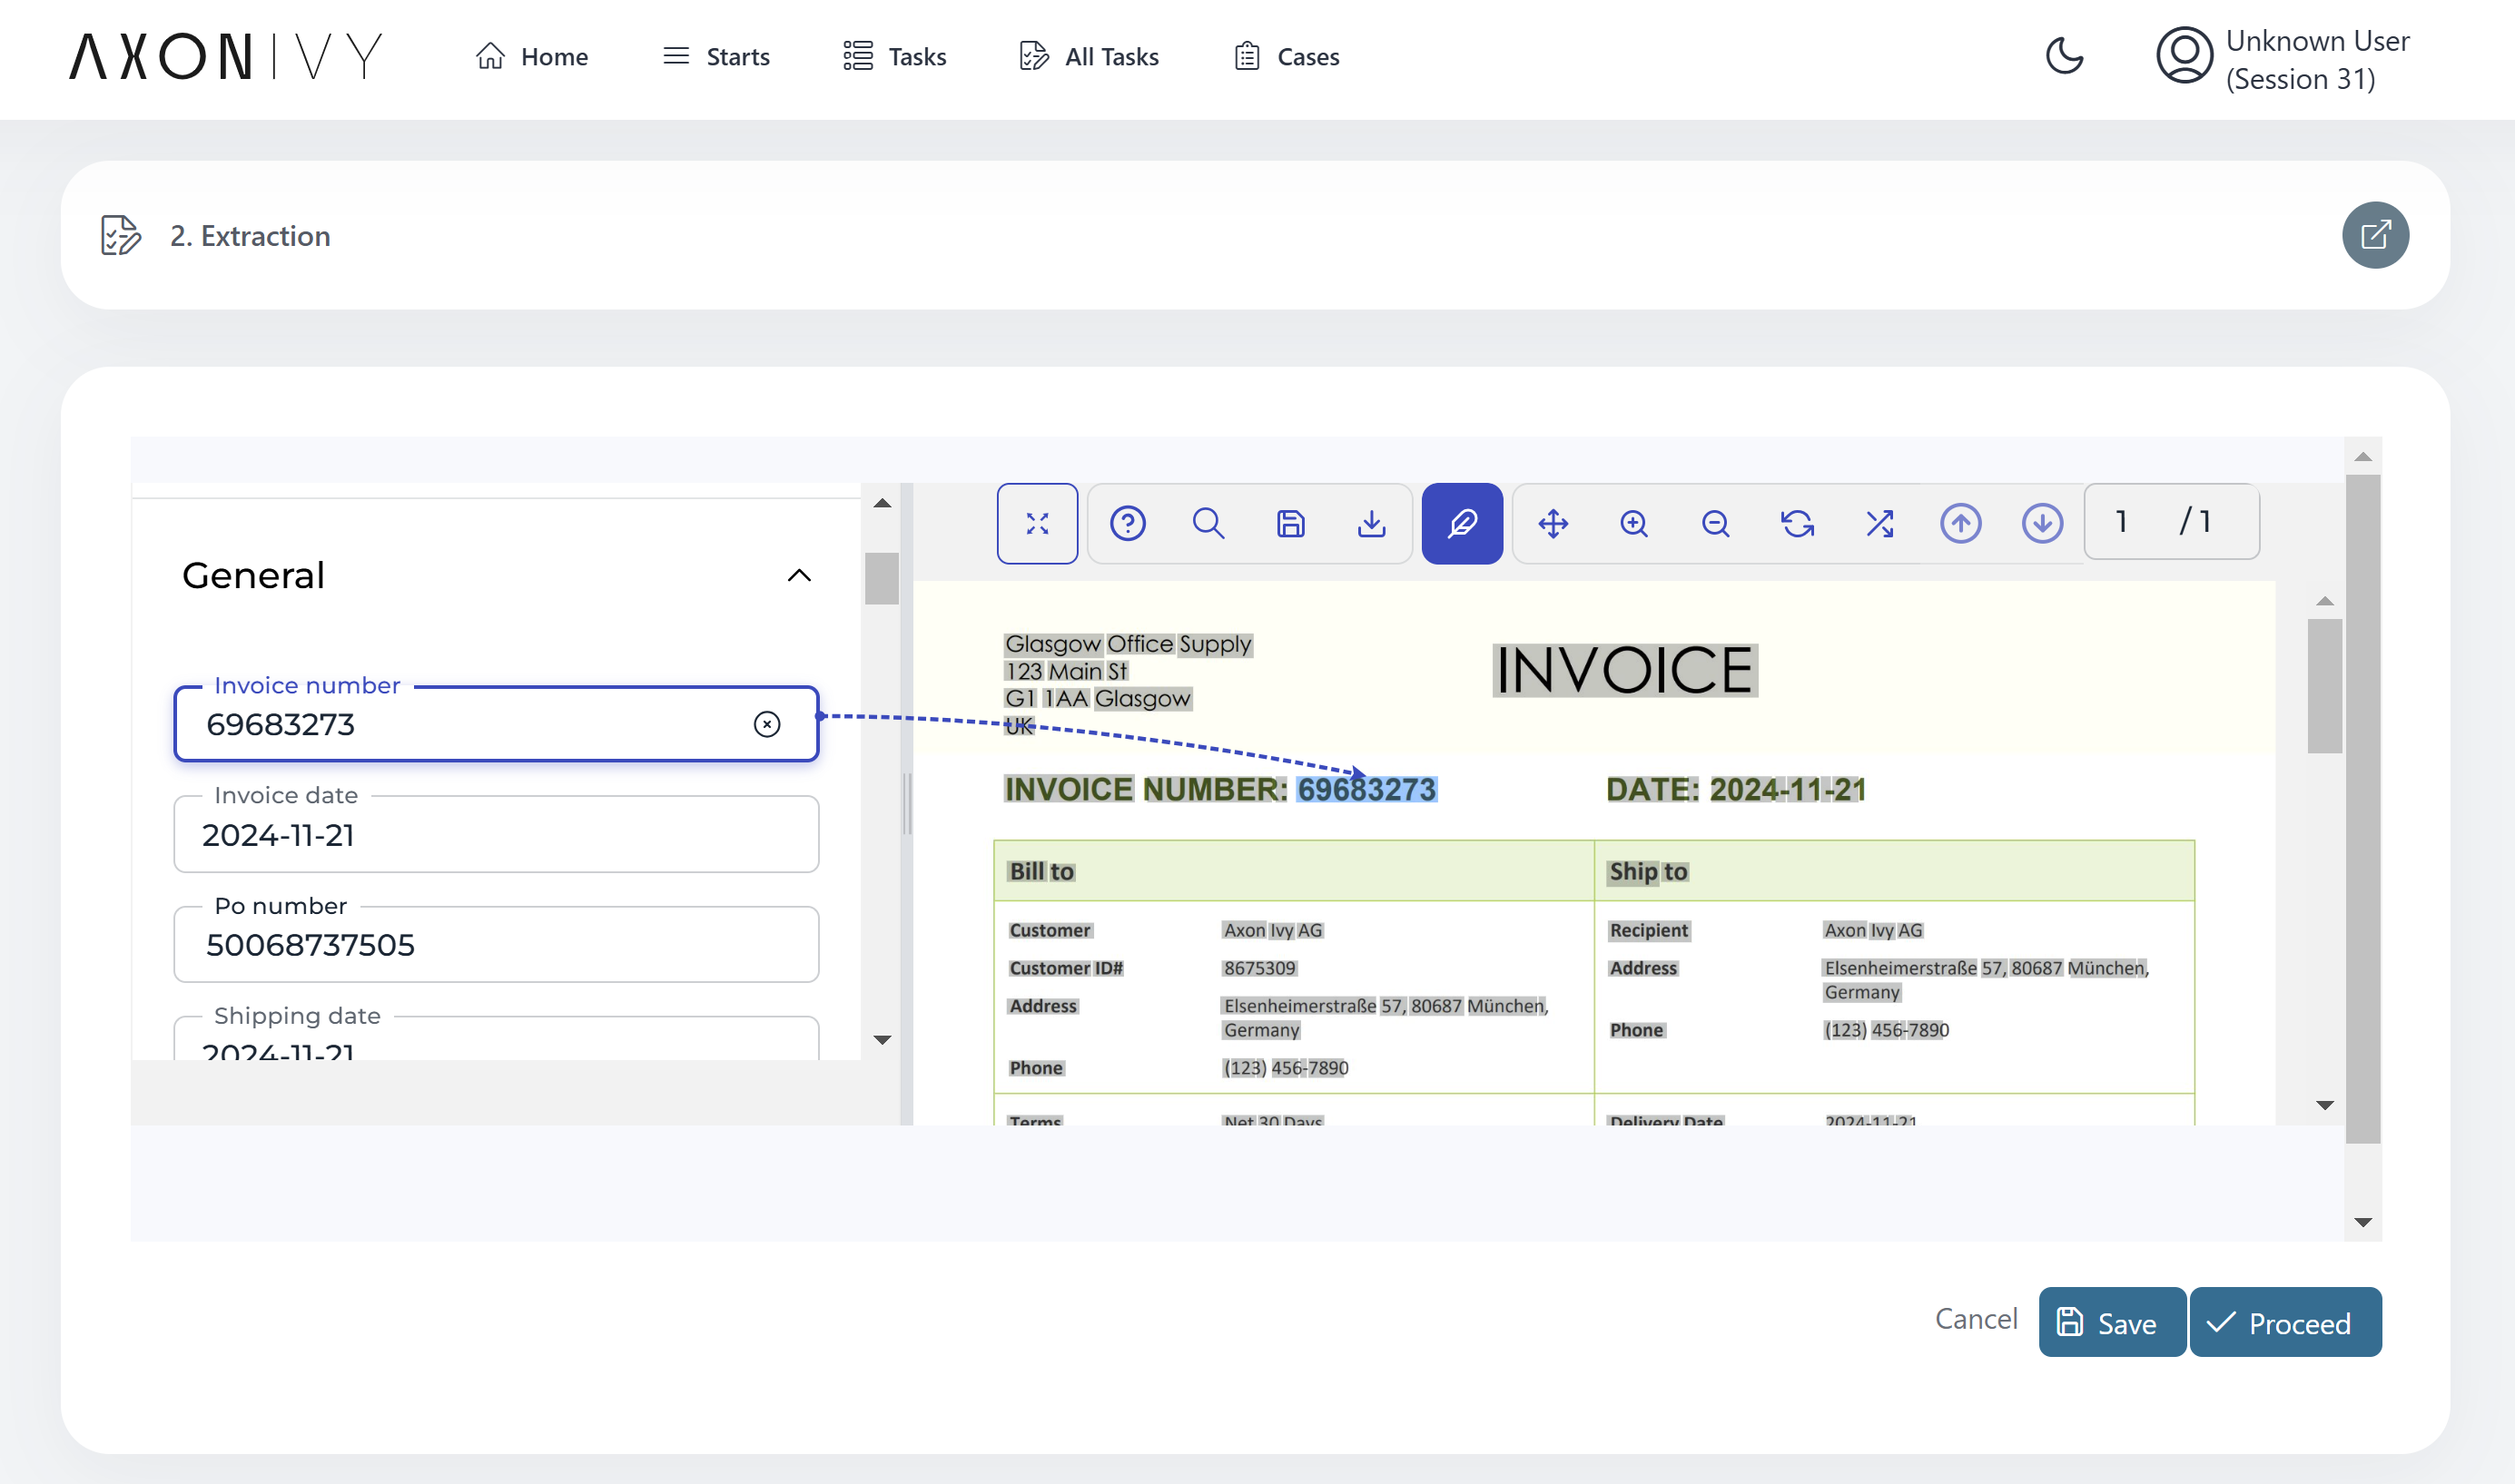 AXONIVY
Home
Starts
Tasks
All Tasks
Cases
Unknown User
(Session 31)
2. Extraction
1 / 1
General
Invoice number
69683273
Invoice date
2024-11-21
Po number
50068737505
Shipping date
2024-11-21
Glasgow Office Supply
123 Main St
G1 1AA Glasgow
UK
INVOICE
INVOICE NUMBER: 69683273
DATE: 2024-11-21
Bill to
Customer Axon Ivy AG
Customer ID# 8675309
Address Elsenheimerstraße 57, 80687 München,
Germany
Phone (123) 456-7890
Ship to
Recipient Axon Ivy AG
Address Elsenheimerstraße 57, 80687 München,
Germany
Phone (123) 456-7890
Terms Net 30 Days
Delivery Date 2024-11-21
Cancel
Save
Proceed